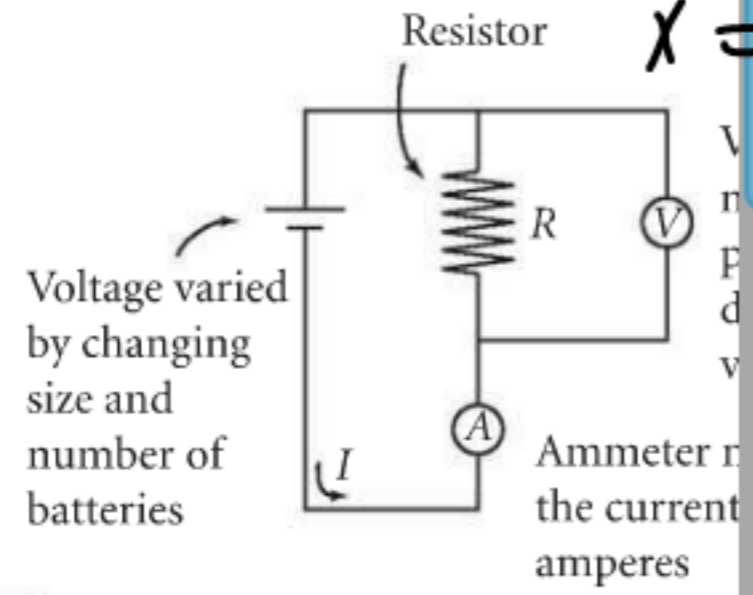 Resistor
X =
R
V
Voltage varied
by changing
size and
number of
batteries
I
A
Ammeter
the current
amperes